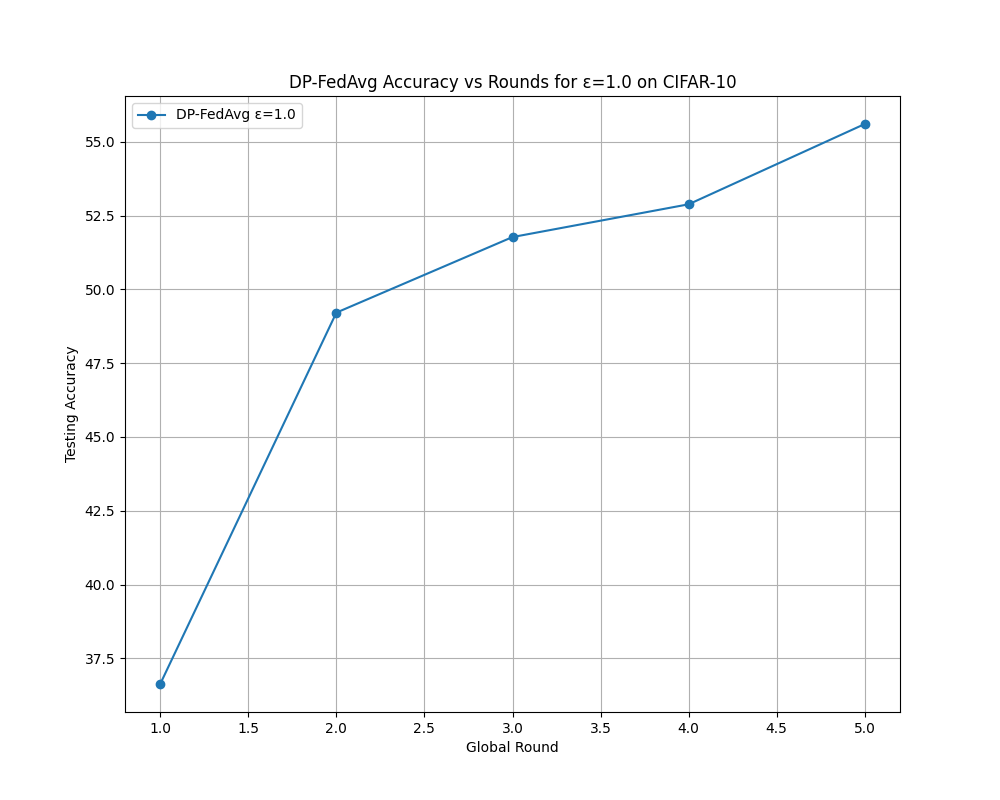 DP-FedAvg Accuracy vs Rounds for ε=1.0 on CIFAR-10
DP-FedAvg ε=1.0
55.0
52.5
50.0
47.5
45.0
42.5
40.0
37.5
Testing Accuracy
1.0 1.5 2.0 2.5 3.0 3.5 4.0 4.5 5.0
Global Round